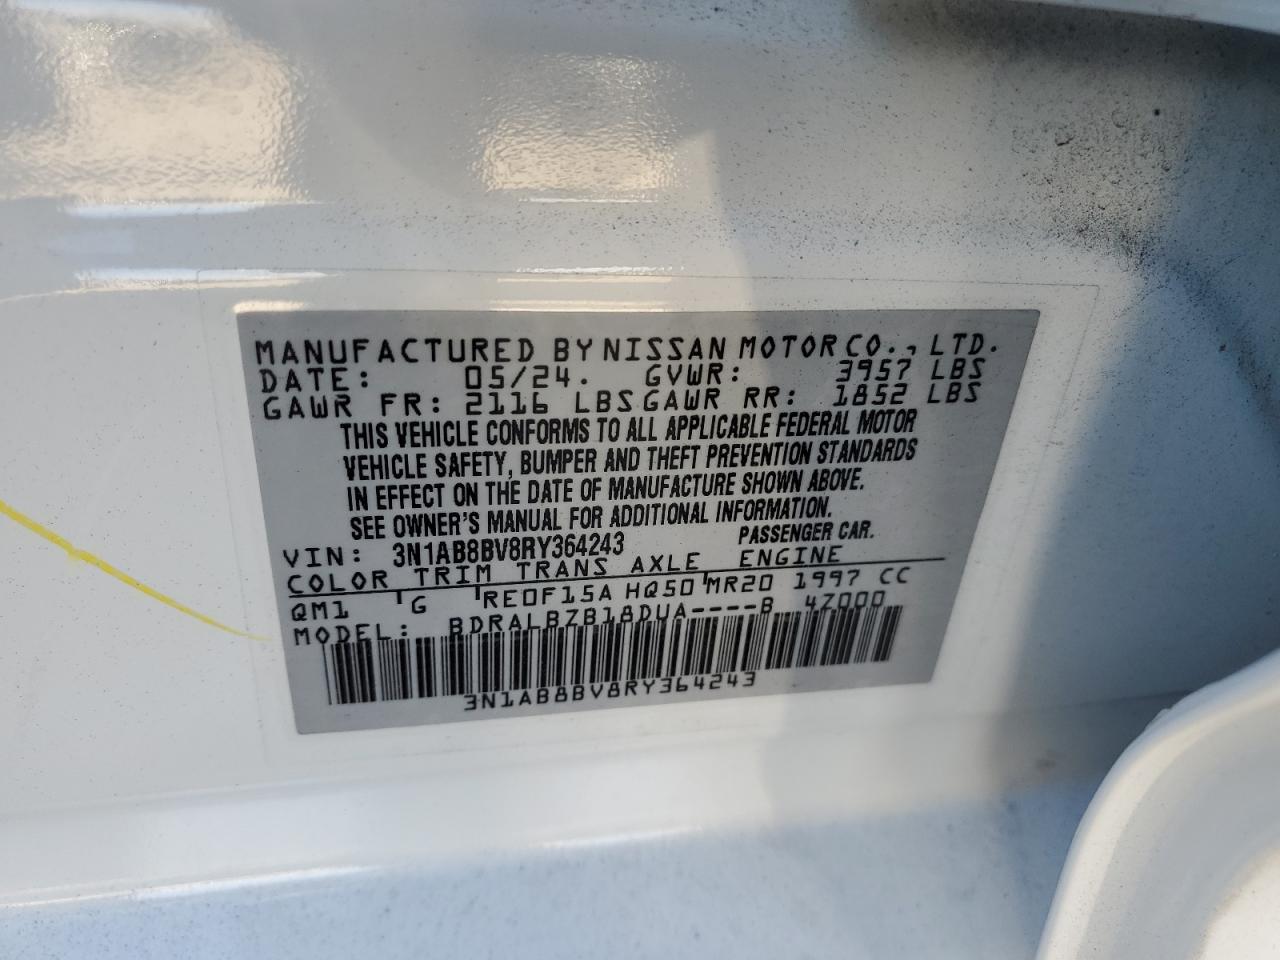 MANUFACTURED BY NISSAN MOTOR CO., LTD.
DATE: 05/24. GVWR: 3957 LBS
GAWR FR: 2116 LBS GAWR RR: 1852 LBS
THIS VEHICLE CONFORMS TO ALL APPLICABLE FEDERAL MOTOR
VEHICLE SAFETY, BUMPER AND THEFT PREVENTION STANDARDS
IN EFFECT ON THE DATE OF MANUFACTURE SHOWN ABOVE.
SEE OWNER'S MANUAL FOR ADDITIONAL INFORMATION.
VIN: 3N1AB8BV8RY364243 PASSENGER CAR.
COLOR TRIM TRANS AXLE ENGINE
QM1 G RE0F15A HQ50 MR20 1997 CC
MODEL: BDRALBZB18DUA----B 4Z000
3N1AB8BV8RY364243